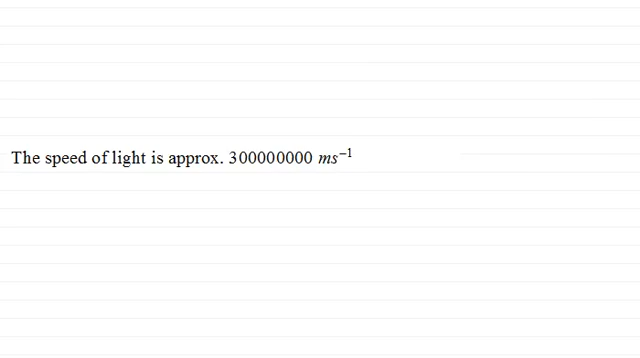 The speed of light is approx. 300000000 ms⁻¹